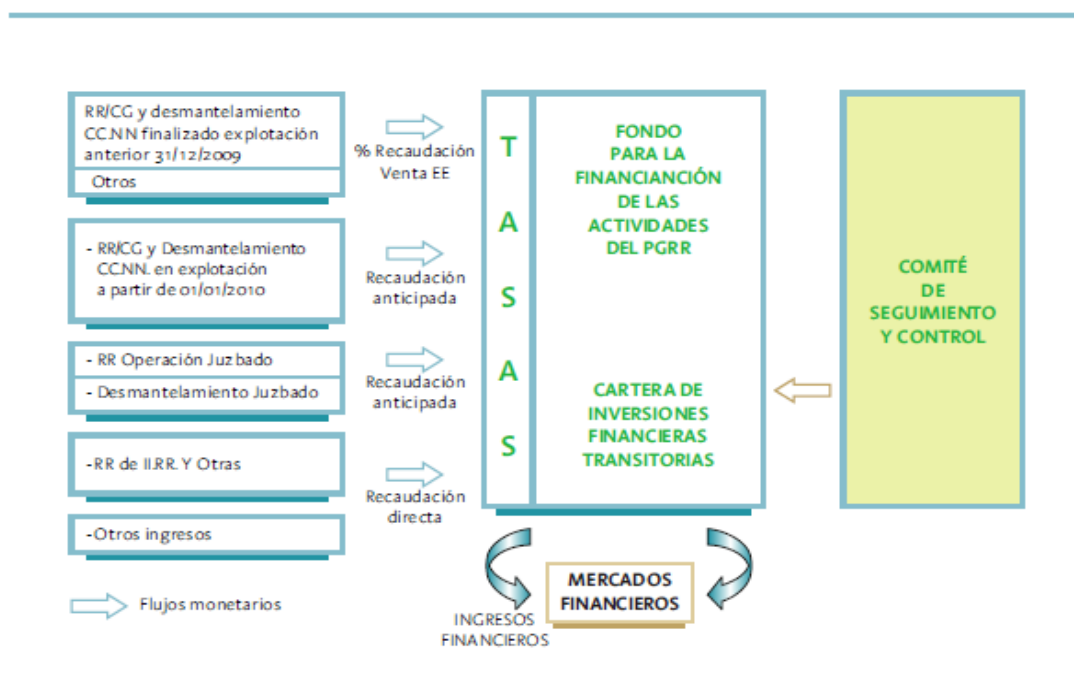 RR/CG y desmantelamiento
CC.NN finalizado explotación
anterior 31/12/2009
Otros
% Recaudación
Venta EE
- RR/CG y Desmantelamiento
CC.NN. en explotación
a partir de 01/01/2010
Recaudación
anticipada
- RR Operación Juzbado
- Desmantelamiento Juzbado
Recaudación
anticipada
-RR de II.RR. Y Otras
Recaudación
directa
-Otros ingresos
Flujos monetarios
T
A
S
A
S
FONDO
PARA LA
FINANCIANCIÓN
DE LAS
ACTIVIDADES
DEL PGRR
CARTERA DE
INVERSIONES
FINANCIERAS
TRANSITORIAS
COMITÉ
DE
SEGUIMIENTO
Y CONTROL
INGRESOS
FINANCIEROS
MERCADOS
FINANCIEROS